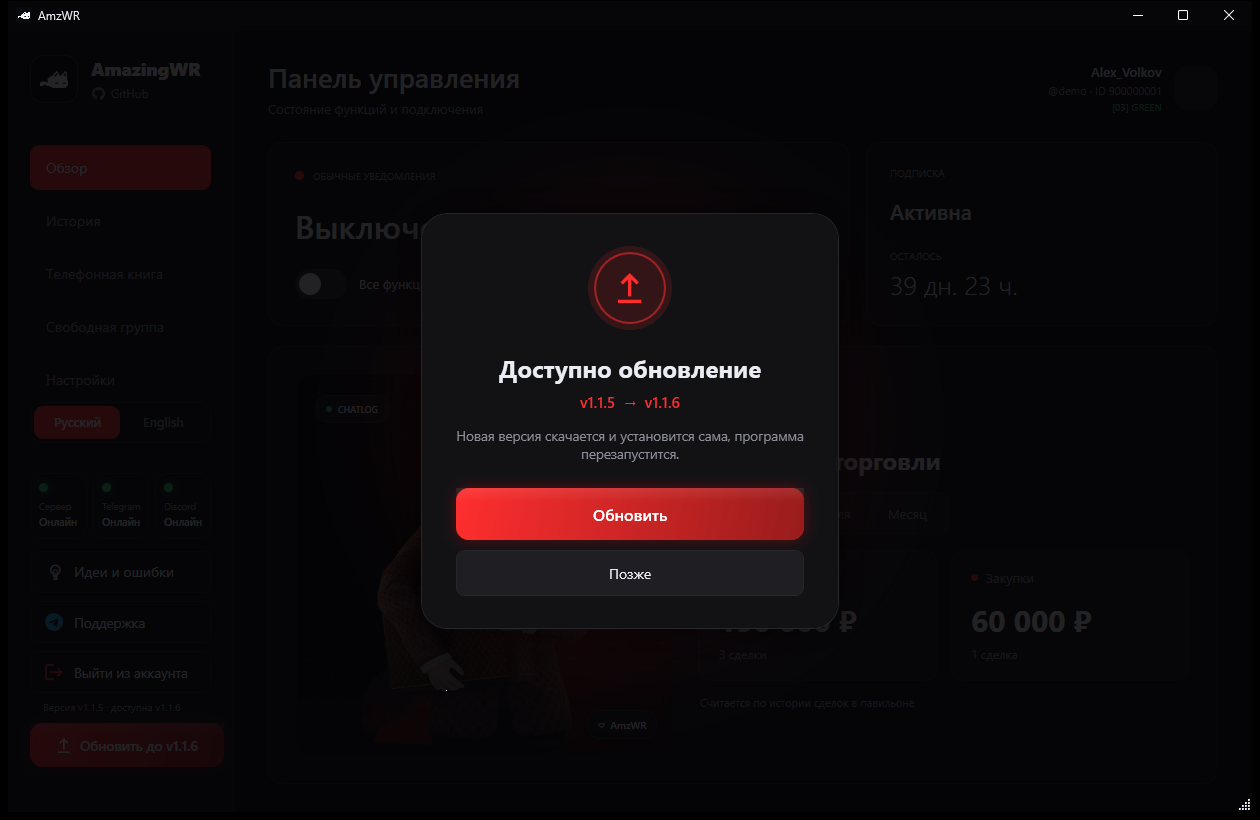 AmzWR
AmazingWR
GitHub
Панель управления
Состояние функций и подключения
Alex_Volkov
@demo · ID 900000001
[03] GREEN
Обзор
История
Телефонная книга
Свободная группа
Настройки
Русский
English
Сервер
Онлайн
Telegram
Онлайн
Discord
Онлайн
Идеи и ошибки
Поддержка
Выйти из аккаунта
Версия v1.1.5 · доступна v1.1.6
Обновить до v1.1.6
ОБЫЧНЫЕ УВЕДОМЛЕНИЯ
Выключе
Все функц
ПОДПИСКА
Активна
ОСТАЛОСЬ
39 дн. 23 ч.
CHATLOG
Доступно обновление
v1.1.5 → v1.1.6
Новая версия скачается и установится сама, программа
перезапустится.
Обновить
Позже
торговли
Месяц
3 сделки
Закупки
60 000 ₽
1 сделка
Считается по истории сделок в павильоне
AmzWR